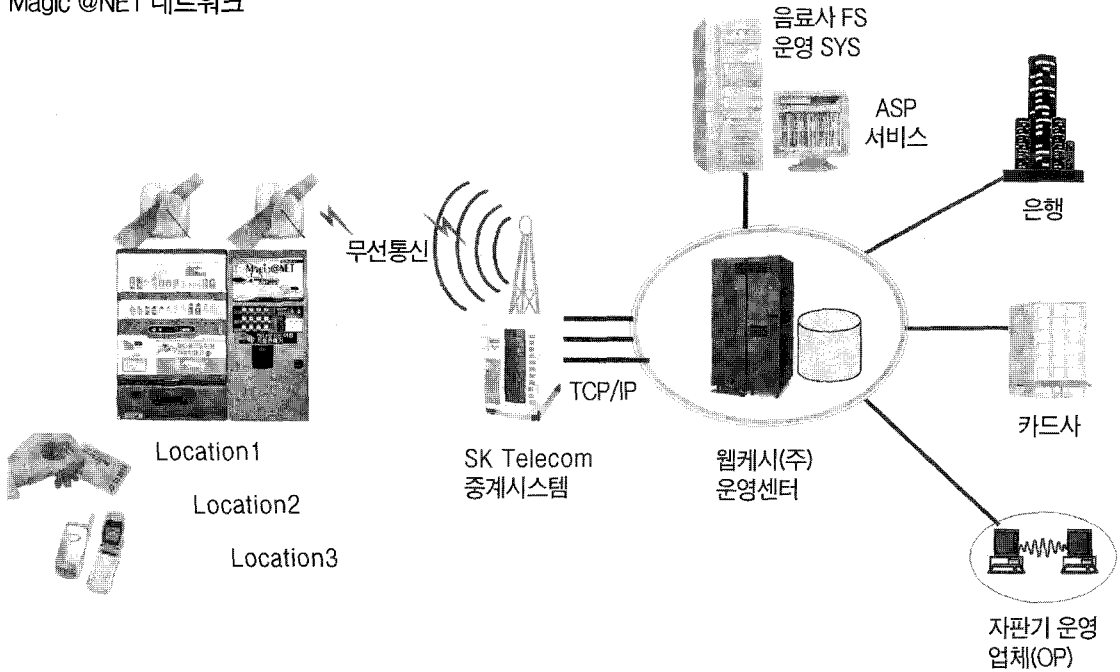 Magic @NET 네트워크
음료사 FS
운영 SYS
ASP
서비스
은행
무선통신
Magic@NET
TCP/IP
카드사
Location1
Location2
Location3
SK Telecom
중계시스템
웹케시(주)
운영센터
자판기 운영
업체(OP)